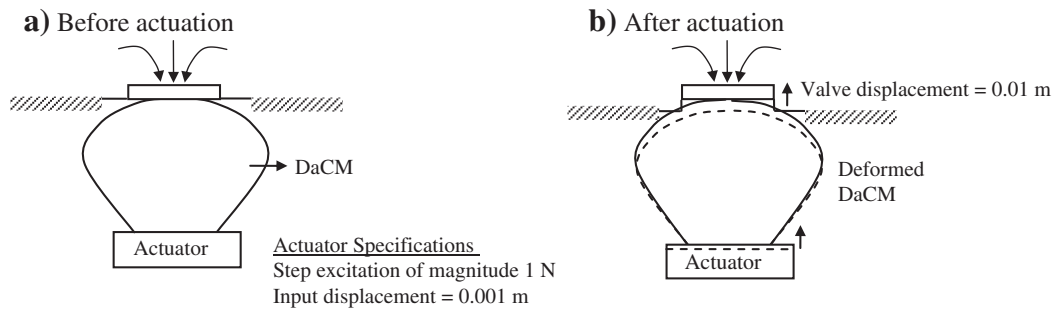 a) Before actuation
DaCM
Actuator
Actuator Specifications
Step excitation of magnitude 1 N
Input displacement = 0.001 m
b) After actuation
Valve displacement = 0.01 m
Deformed
DaCM
Actuator